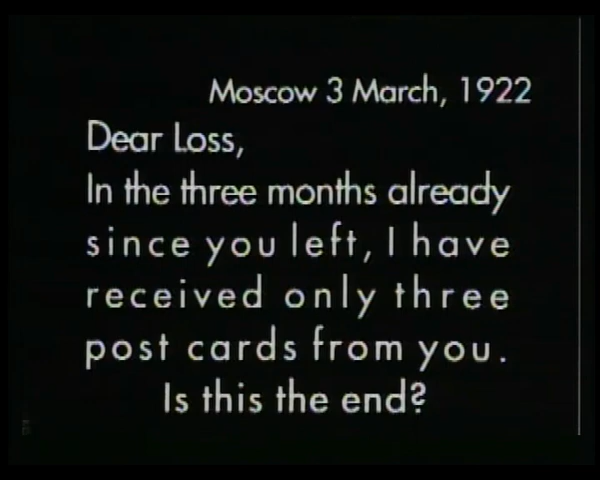 Moscow 3 March, 1922
Dear Loss,
In the three months already
since you left, I have
received only three
post cards from you.
Is this the end?